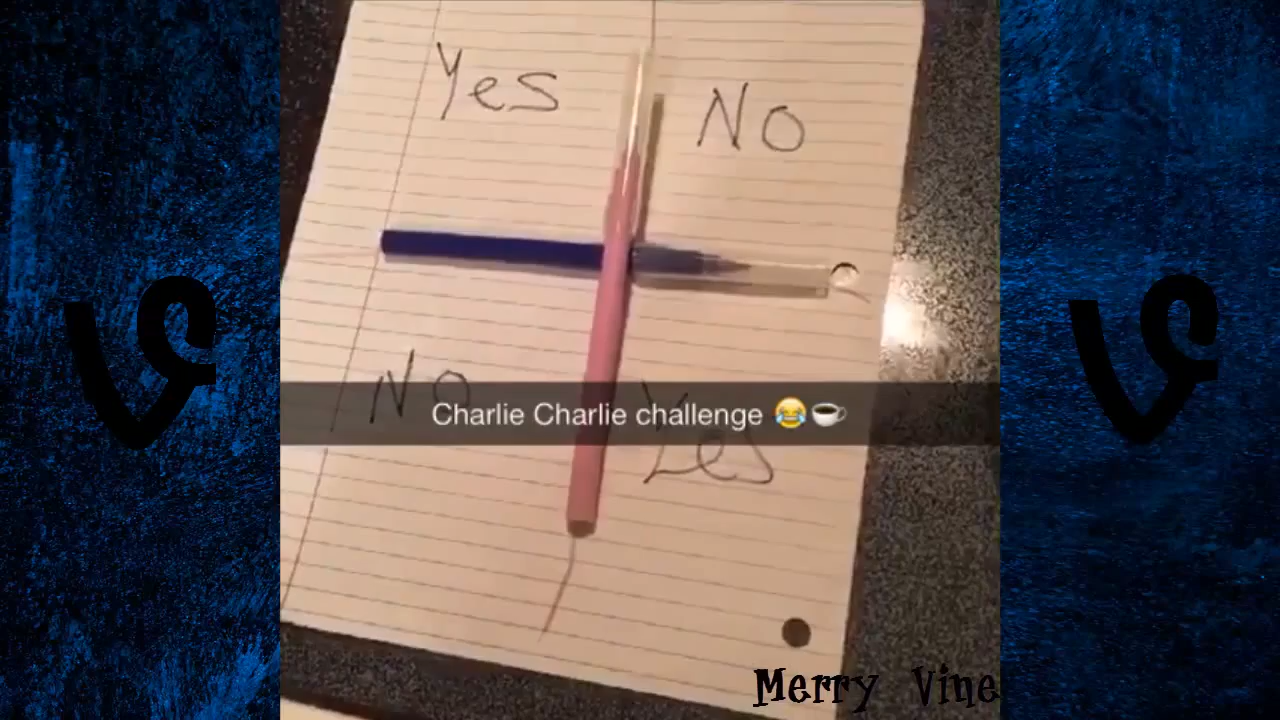 Yes No
No Yes
Charlie Charlie challenge 😂☕
Merry Vine